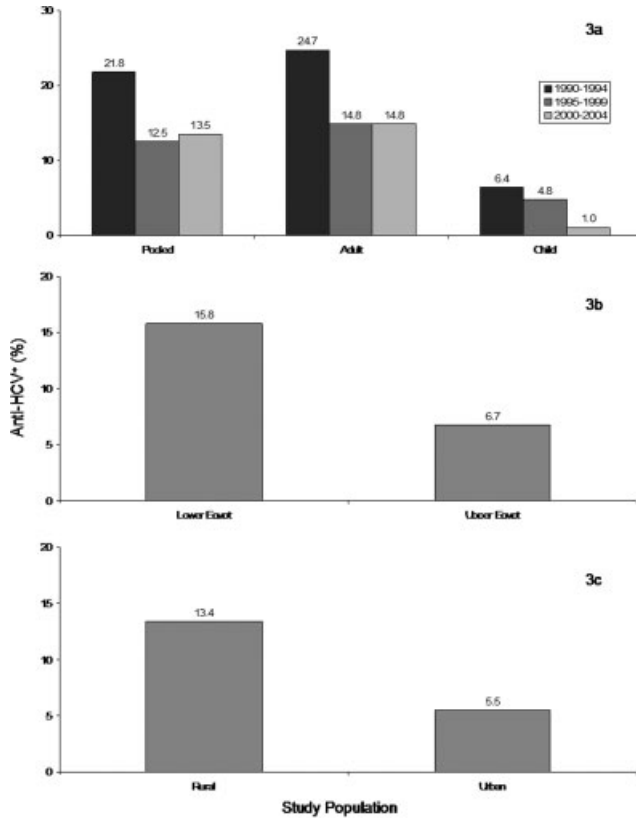 3a
30
24.7
21.8
1990-1994
1995-1999
2000-2004
20
14.8
14.8
13.5
12.5
10
6.4
4.8
1.0
0
Pooled
Adult
Child
20
3b
15.8
15
10
6.7
5
0
Lower Egypt
Upper Egypt
Anti-HCV+ (%)
20
3c
15
13.4
10
5.5
5
0
Rural
Urban
Study Population